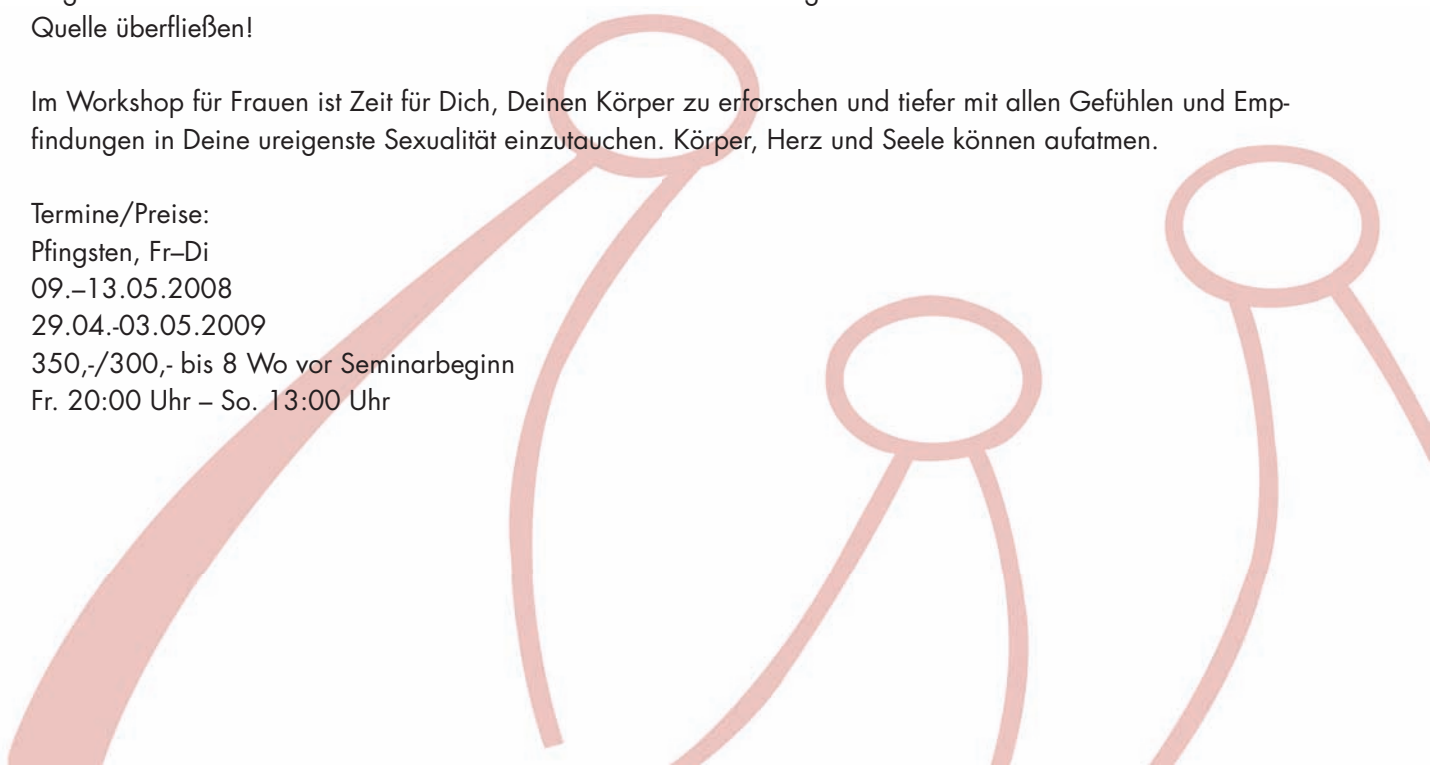 Quelle überfließen!
Im Workshop für Frauen ist Zeit für Dich, Deinen Körper zu erforschen und tiefer mit allen Gefühlen und Emp-
findungen in Deine ureigenste Sexualität einzutauchen. Körper, Herz und Seele können aufatmen.
Termine/Preise:
Pfingsten, Fr–Di
09.–13.05.2008
29.04.-03.05.2009
350,-/300,- bis 8 Wo vor Seminarbeginn
Fr. 20:00 Uhr – So. 13:00 Uhr